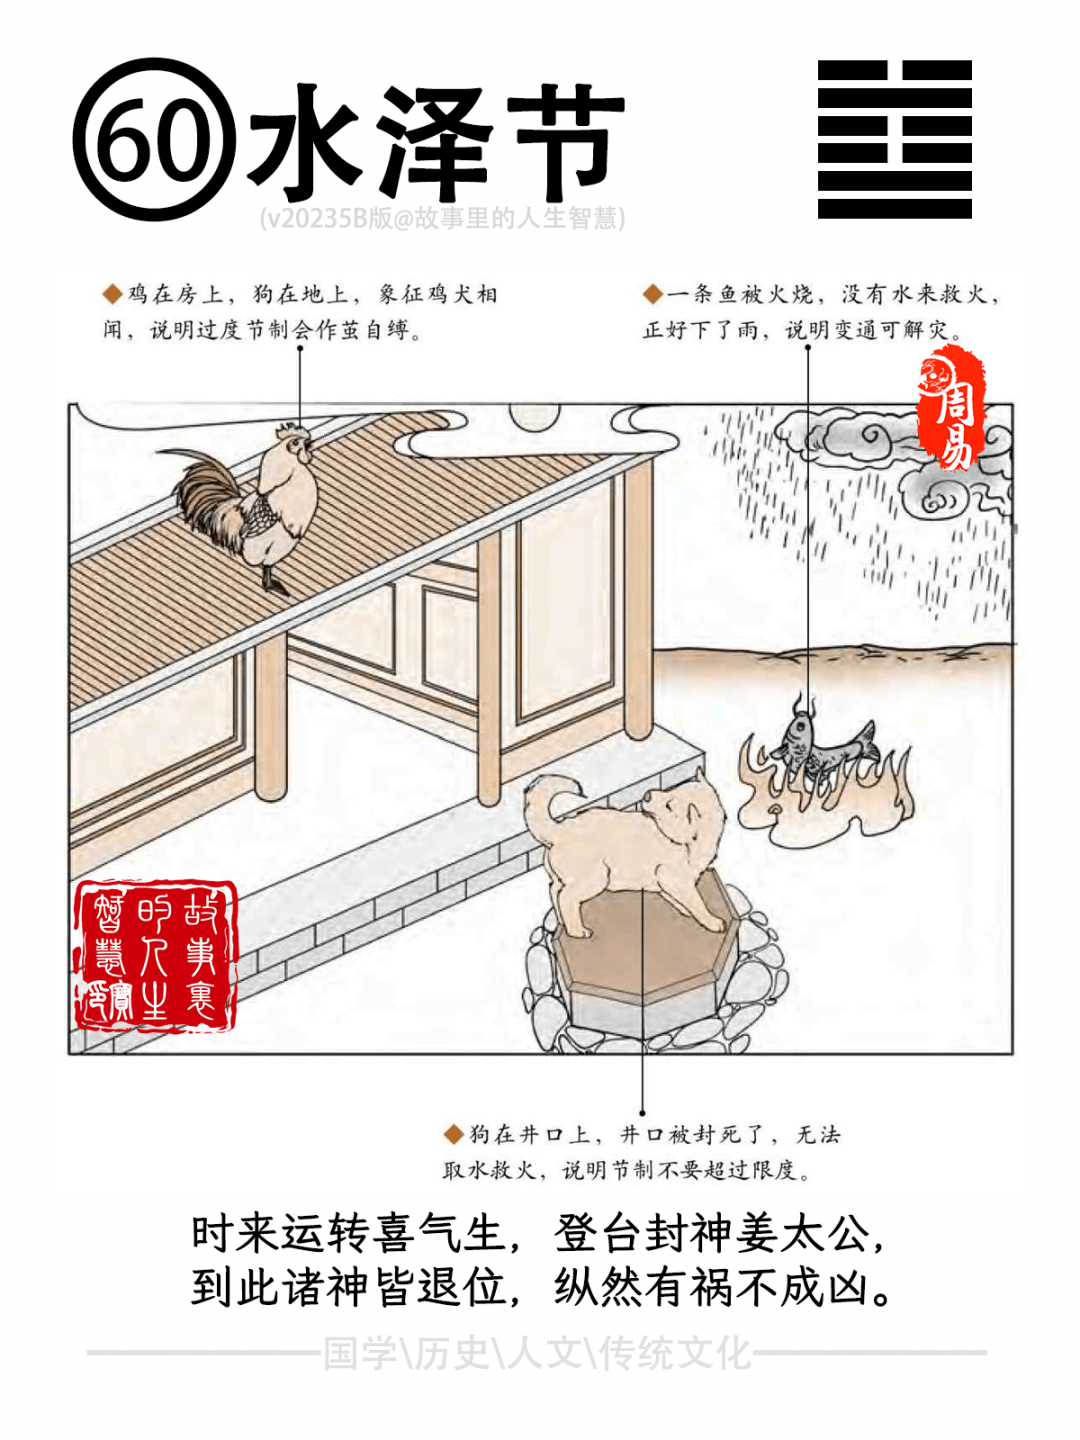 60 水泽节
(v20235B版@故事里的人生智慧)
◆鸡在房上，狗在地上，象征鸡犬相
闻，说明过度节制会作茧自缚。
◆一条鱼被火烧，没有水来救火，
正好下了雨，说明变通可解灾。
周易
故事裏
的人生
智慧寶印
◆狗在井口上，井口被封死了，无法
取水救火，说明节制不要超过限度。
时来运转喜气生，登台封神姜太公，
到此诸神皆退位，纵然有祸不成凶。
国学\历史\人文\传统文化